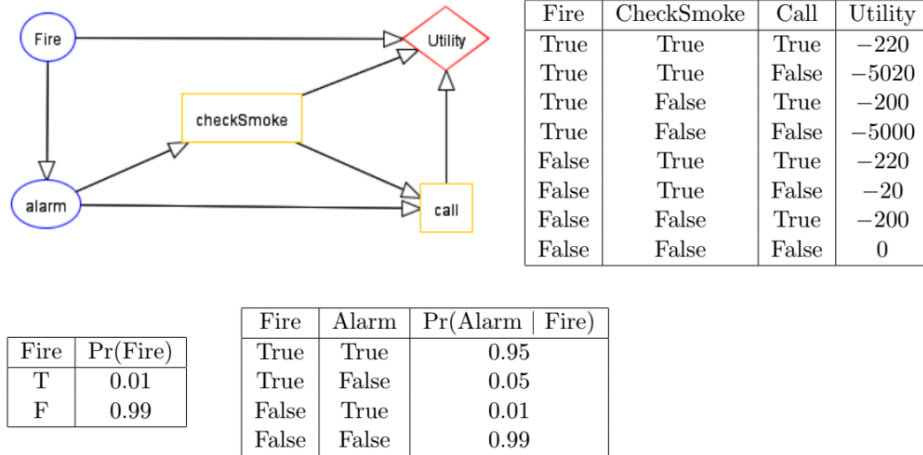 Fire
Utility
checkSmoke
alarm
call
Fire CheckSmoke Call Utility
True True True −220
True True False −5020
True False True −200
True False False −5000
False True True −220
False True False −20
False False True −200
False False False 0
Fire Pr(Fire)
T 0.01
F 0.99
Fire Alarm Pr(Alarm | Fire)
True True 0.95
True False 0.05
False True 0.01
False False 0.99